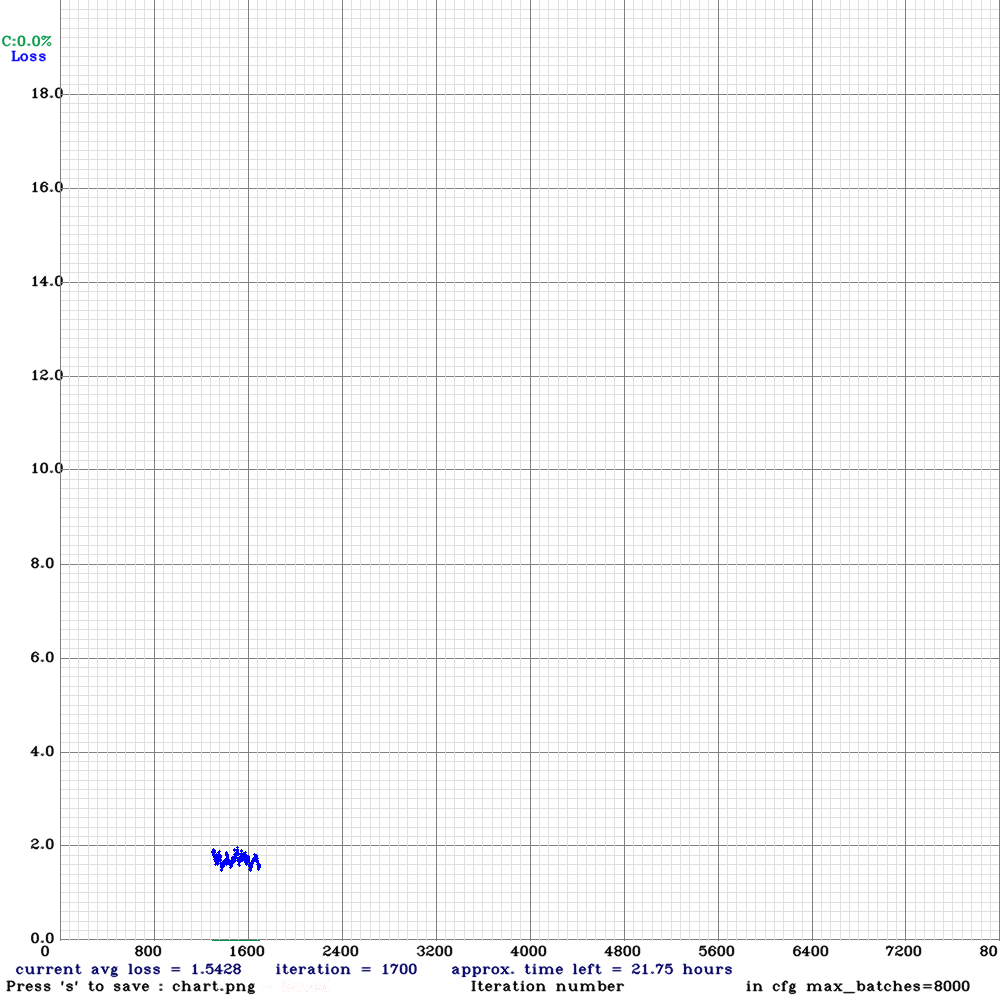 C:0.0%
Loss
18.0
16.0
14.0
12.0
10.0
8.0
6.0
4.0
2.0
0.0
0 800 1600 2400 3200 4000 4800 5600 6400 7200 80
current avg loss = 1.5428 iteration = 1700 approx. time left = 21.75 hours
Press 's' to save : chart.png Iteration number in cfg max_batches=8000